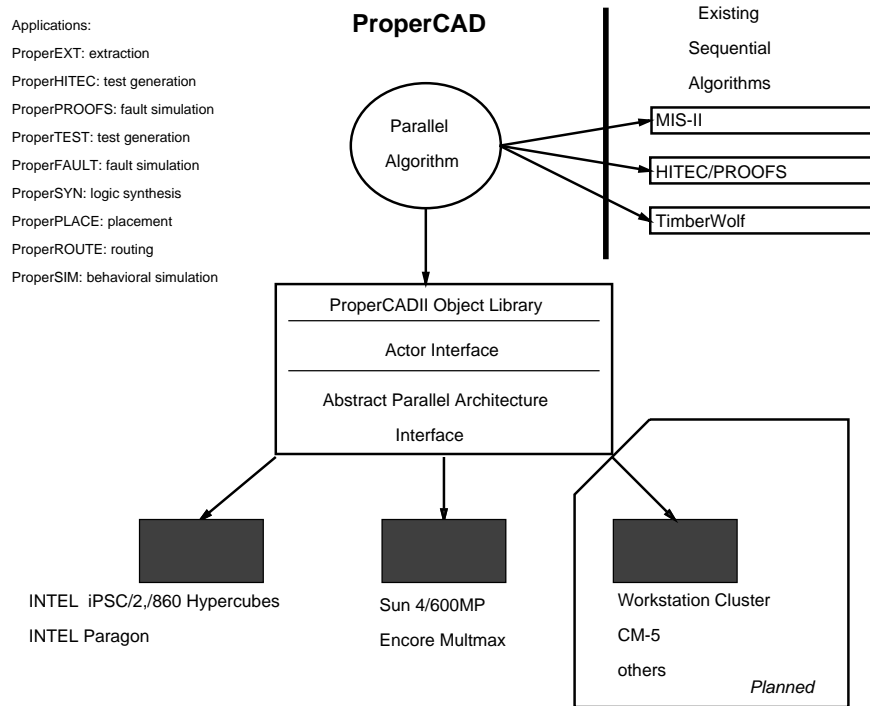 ProperCAD
Applications:
ProperEXT: extraction
ProperHITEC: test generation
ProperPROOFS: fault simulation
ProperTEST: test generation
ProperFAULT: fault simulation
ProperSYN: logic synthesis
ProperPLACE: placement
ProperROUTE: routing
ProperSIM: behavioral simulation
Parallel
Algorithm
Existing
Sequential
Algorithms
MIS-II
HITEC/PROOFS
TimberWolf
ProperCADII Object Library
Actor Interface
Abstract Parallel Architecture
Interface
INTEL iPSC/2,/860 Hypercubes
INTEL Paragon
Sun 4/600MP
Encore Multmax
Workstation Cluster
CM-5
others
Planned